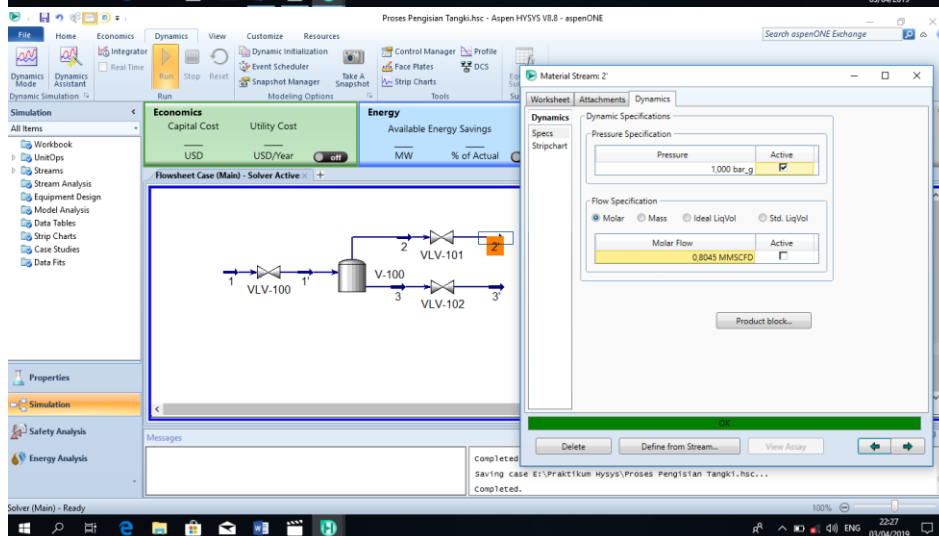 03/04/2019
Proses Pengisian Tangki.hsc - Aspen HYSYS V8.8 - aspenONE
File Home Economics Dynamics View Customize Resources
Search aspenONE Exchange
Dynamics Mode
Dynamics Assistant
Integrator
Real Time
Run Stop Reset
Dynamic Initialization
Event Scheduler
Snapshot Manager
Take A Snapshot
Control Manager Profile
Face Plates DCS
Strip Charts
Dynamic Simulation Run Modeling Options Tools
Simulation <
All Items
Workbook
UnitOps
Streams
Stream Analysis
Equipment Design
Model Analysis
Data Tables
Strip Charts
Case Studies
Data Fits
Properties
Simulation
Safety Analysis
Energy Analysis
Economics
Capital Cost Utility Cost
USD USD/Year off
Energy
Available Energy Savings
MW % of Actual
Flowsheet Case (Main) - Solver Active × +
1
VLV-100
1'
V-100
2
VLV-101
2'
3
VLV-102
3'
Messages
Completed
Saving case E:\Praktikum Hysys\Proses Pengisian Tangki.hsc...
Completed.
Material Stream: 2'
Worksheet Attachments Dynamics
Dynamics
Specs
Stripchart
Dynamic Specifications
Pressure Specification
Pressure Active
1,000 bar_g
Flow Specification
Molar Mass Ideal LiqVol Std. LiqVol
Molar Flow Active
0,8045 MMSCFD
Product block...
OK
Delete Define from Stream... View Assay
Solver (Main) - Ready
100%
ENG
22:27
03/04/2019